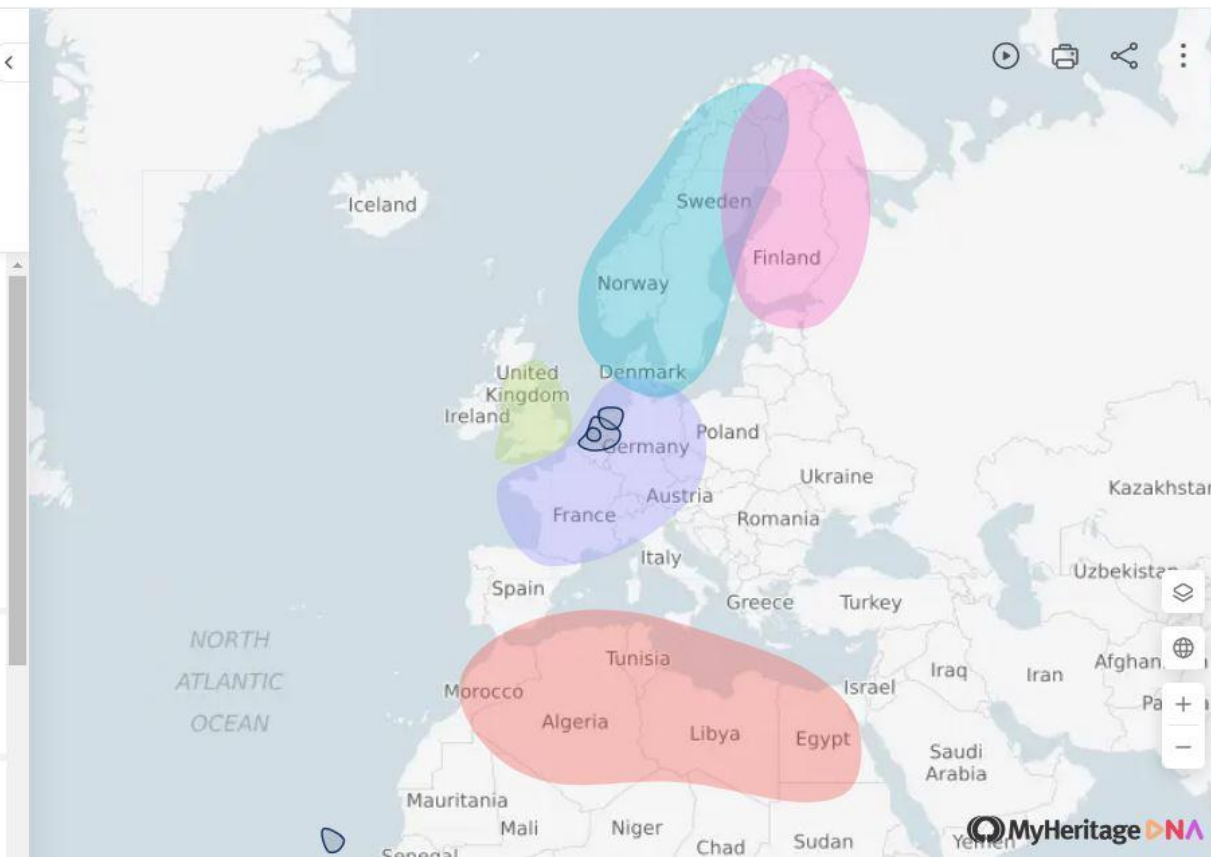 Iceland
Sweden
Finland
Norway
United
Kingdom
Denmark
Ireland
Poland
Germany
Ukraine
Kazakhstan
Austria
France
Romania
Italy
Uzbekistan
Spain
Greece
Turkey
NORTH
ATLANTIC
OCEAN
Tunisia
Iraq
Iran
Afghan
Israel
Morocco
Algeria
Libya
Egypt
Saudi
Arabia
Mauritania
Mali
Niger
Chad
Sudan
Yemen
Senegal
MyHeritage DNA